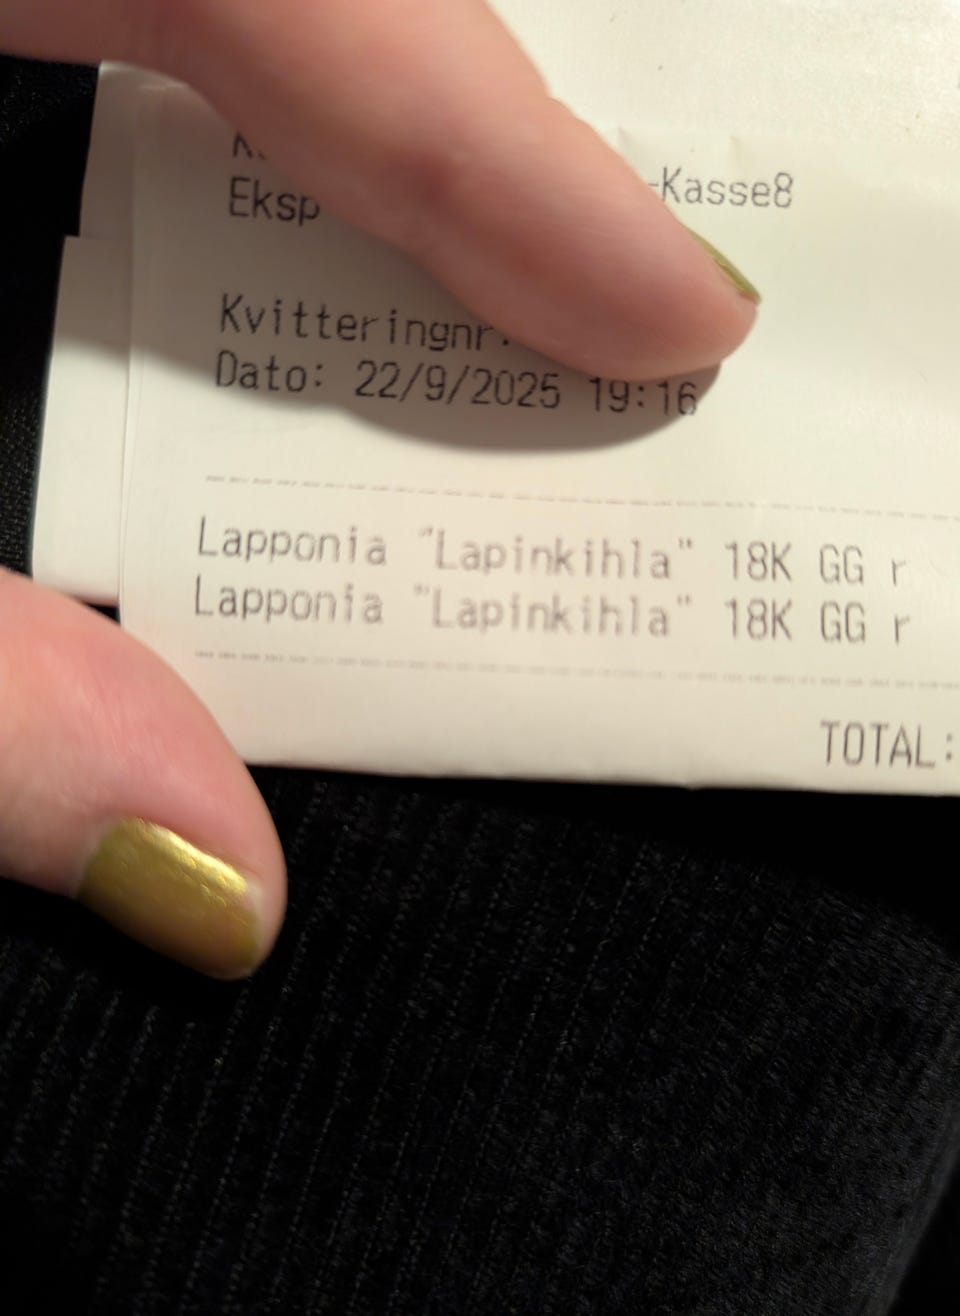 -Kasse8
Eksp
Kvitteringnr.
Dato: 22/9/2025 19:16
Lapponia "Lapinkihla" 18K GG r
Lapponia "Lapinkihla" 18K GG r
TOTAL: